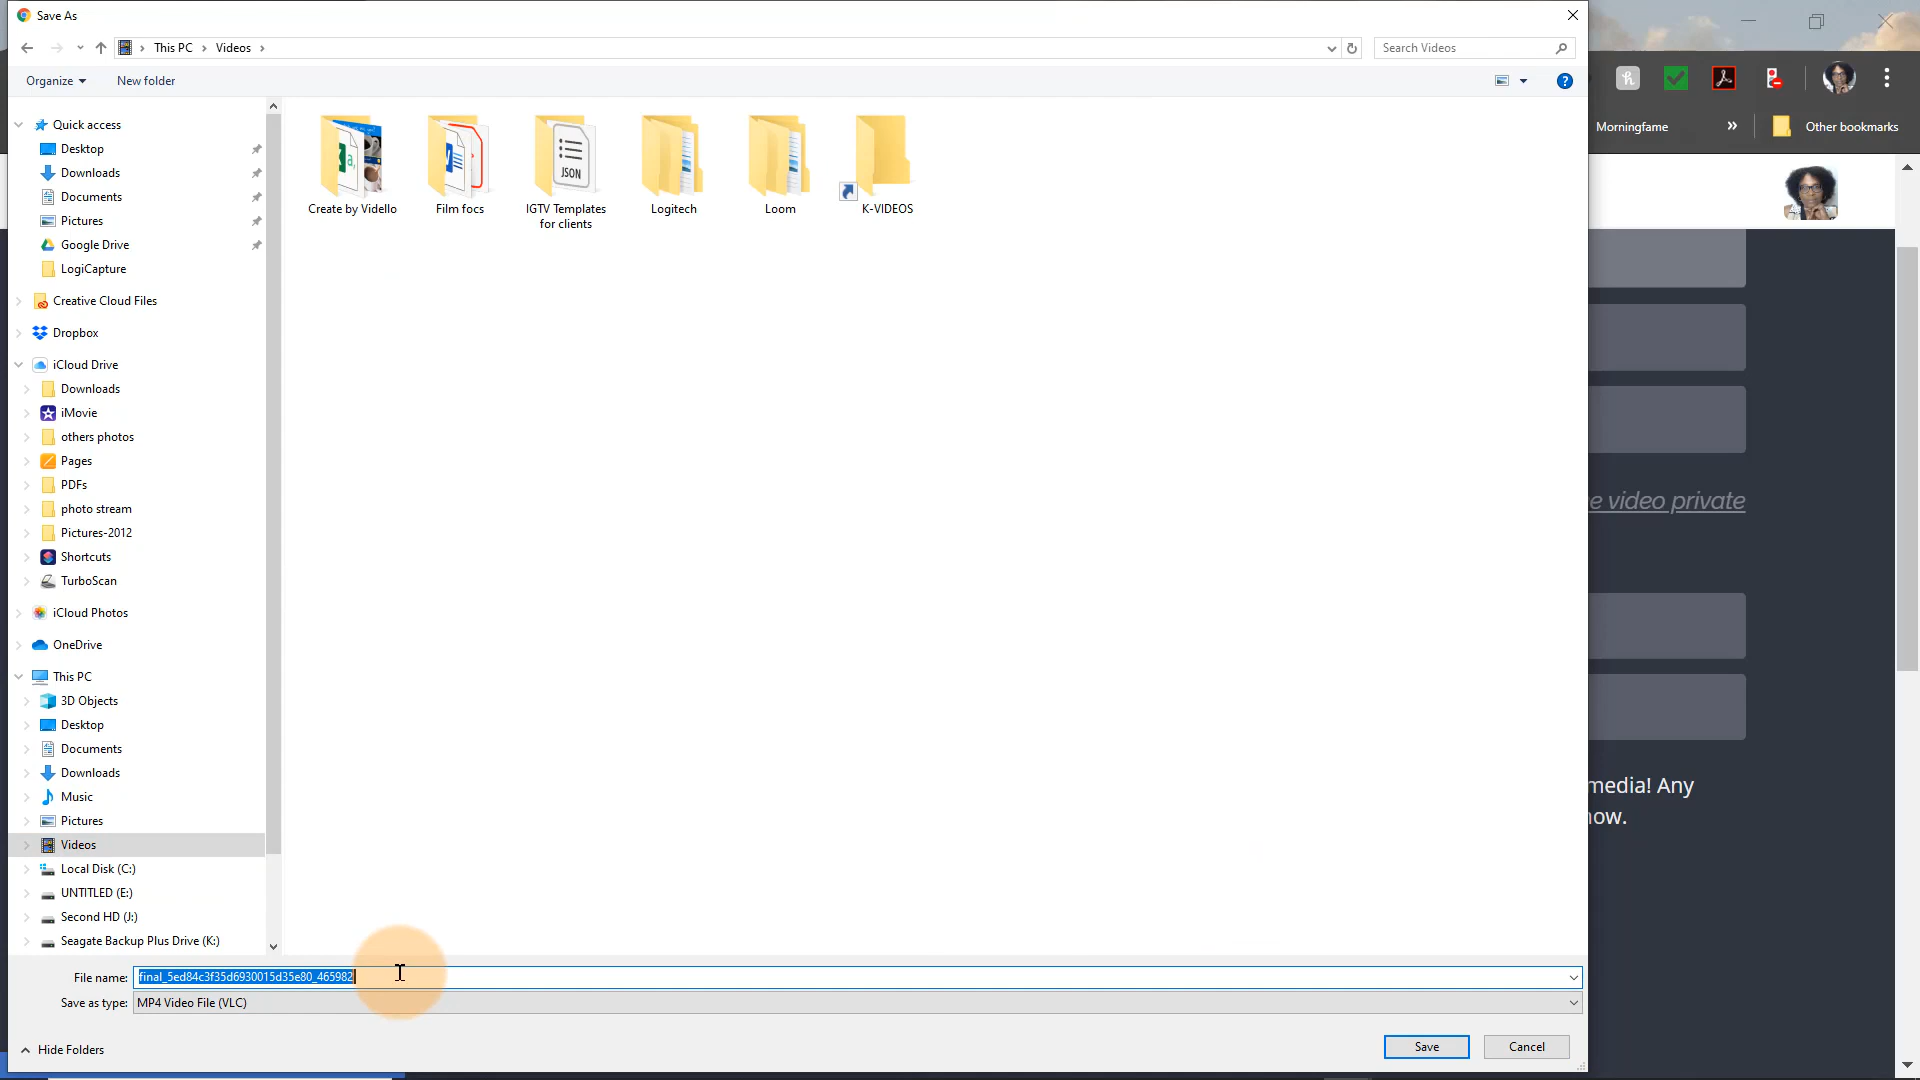 Save As
This PC
Videos
Search Videos
Organize
New folder
Morningfame
»
Other bookmarks
Quick access
Desktop
Downloads
Documents
Pictures
Google Drive
LogiCapture
Creative Cloud Files
Dropbox
iCloud Drive
Downloads
iMovie
others photos
Pages
PDFs
photo stream
Pictures-2012
Shortcuts
TurboScan
iCloud Photos
OneDrive
This PC
3D Objects
Desktop
Documents
Downloads
Music
Pictures
Videos
Local Disk (C:)
UNTITLED (E:)
Second HD (J:)
Seagate Backup Plus Drive (K:)
Create by Vidello
Film focs
JSON
IGTV Templates
for clients
Logitech
Loom
K-VIDEOS
e video private
media! Any
now.
File name:
final_5ed84c3f35d6930015d35e80_465982
Save as type:
MP4 Video File (VLC)
Hide Folders
Save
Cancel